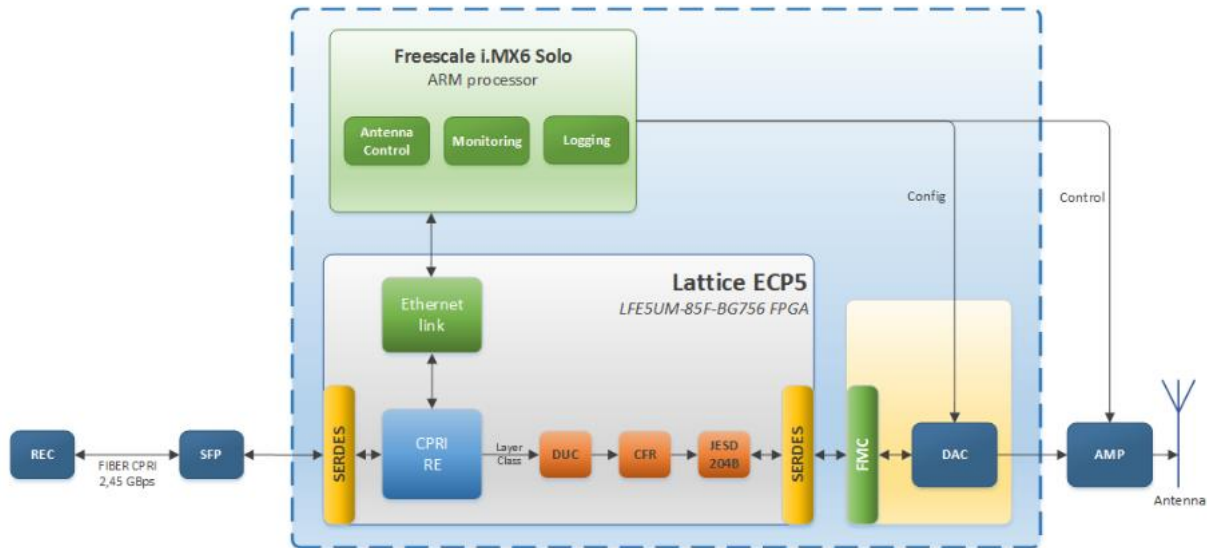 Freescale i.MX6 Solo
ARM processor
Antenna
Control
Monitoring
Logging
Config
Control
Lattice ECP5
LFE5UM-85F-BG756 FPGA
Ethernet
link
REC
FIBER CPRI
2,45 GBps
SFP
SERDES
CPRI
RE
Layer
Class
DUC
CFR
JESD
204B
SERDES
FMC
DAC
AMP
Antenna